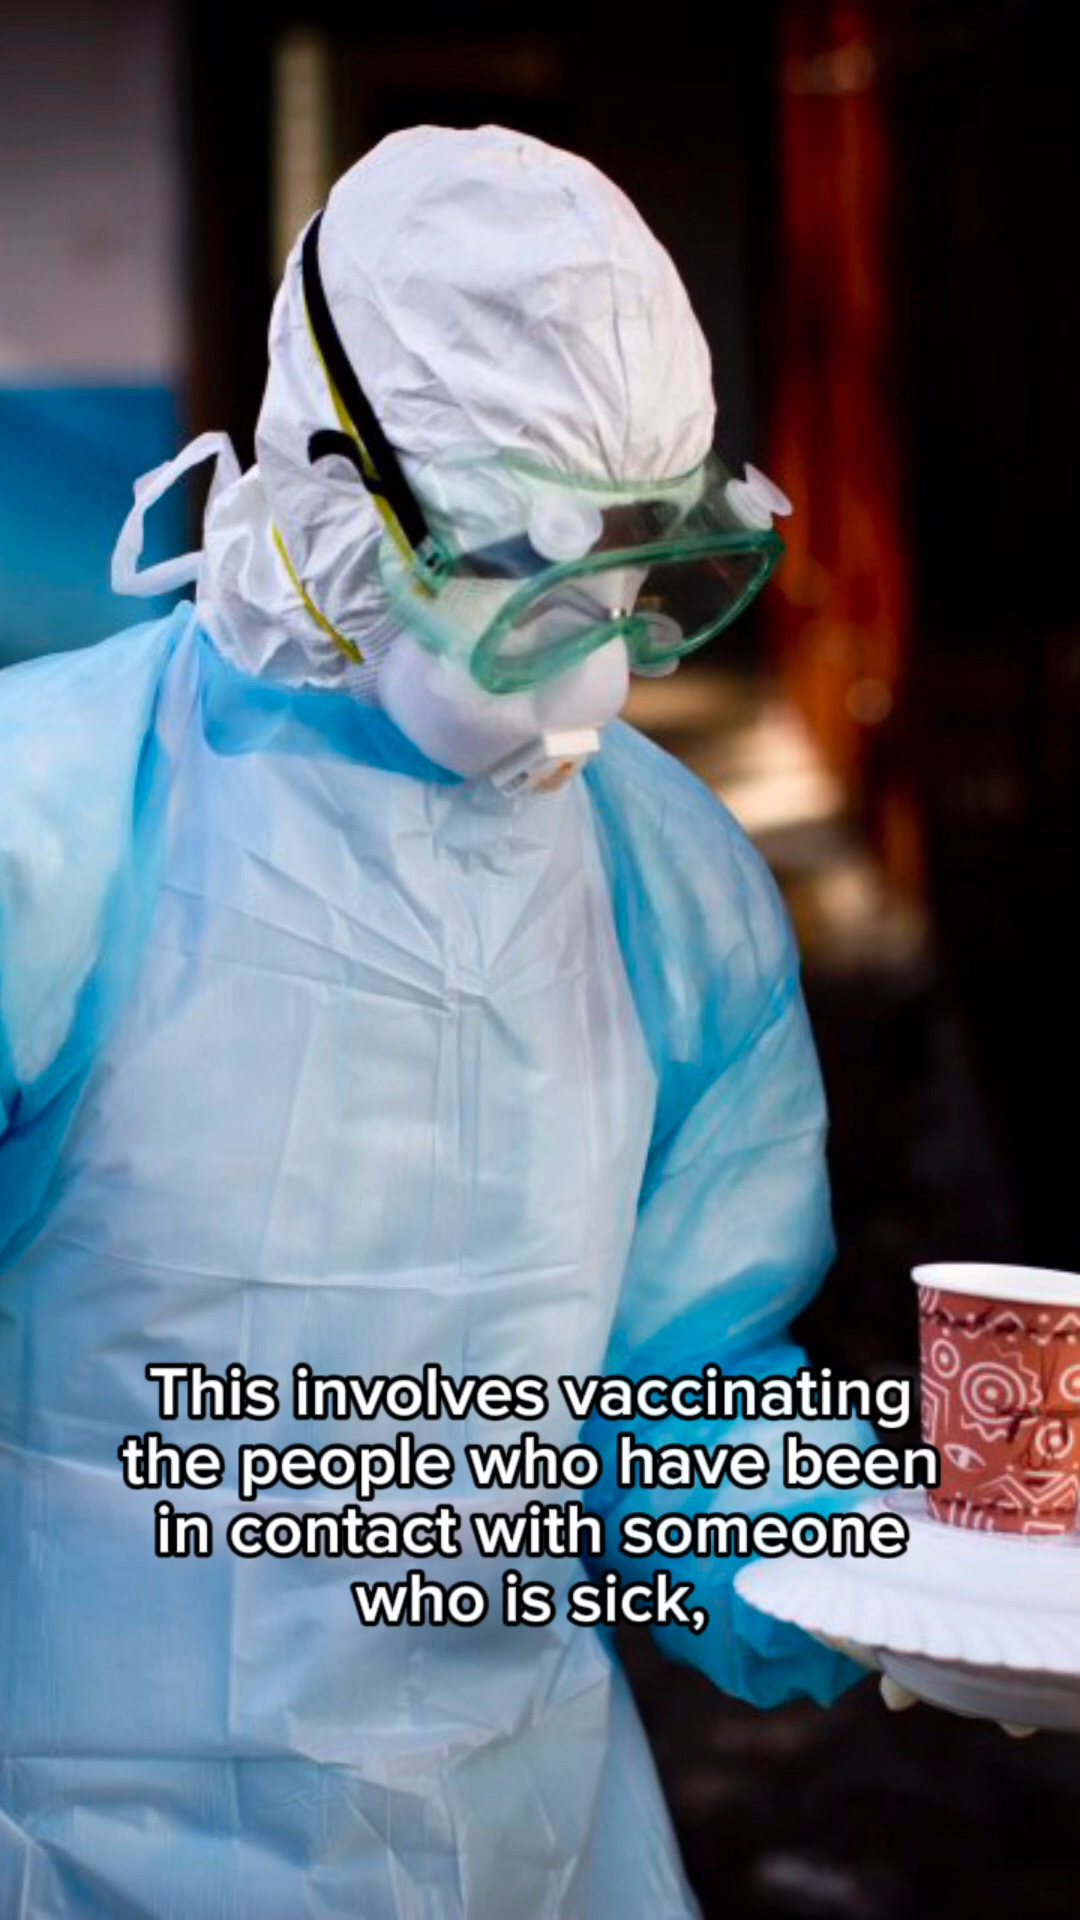 This involves vaccinating
the people who have been
in contact with someone
who is sick,